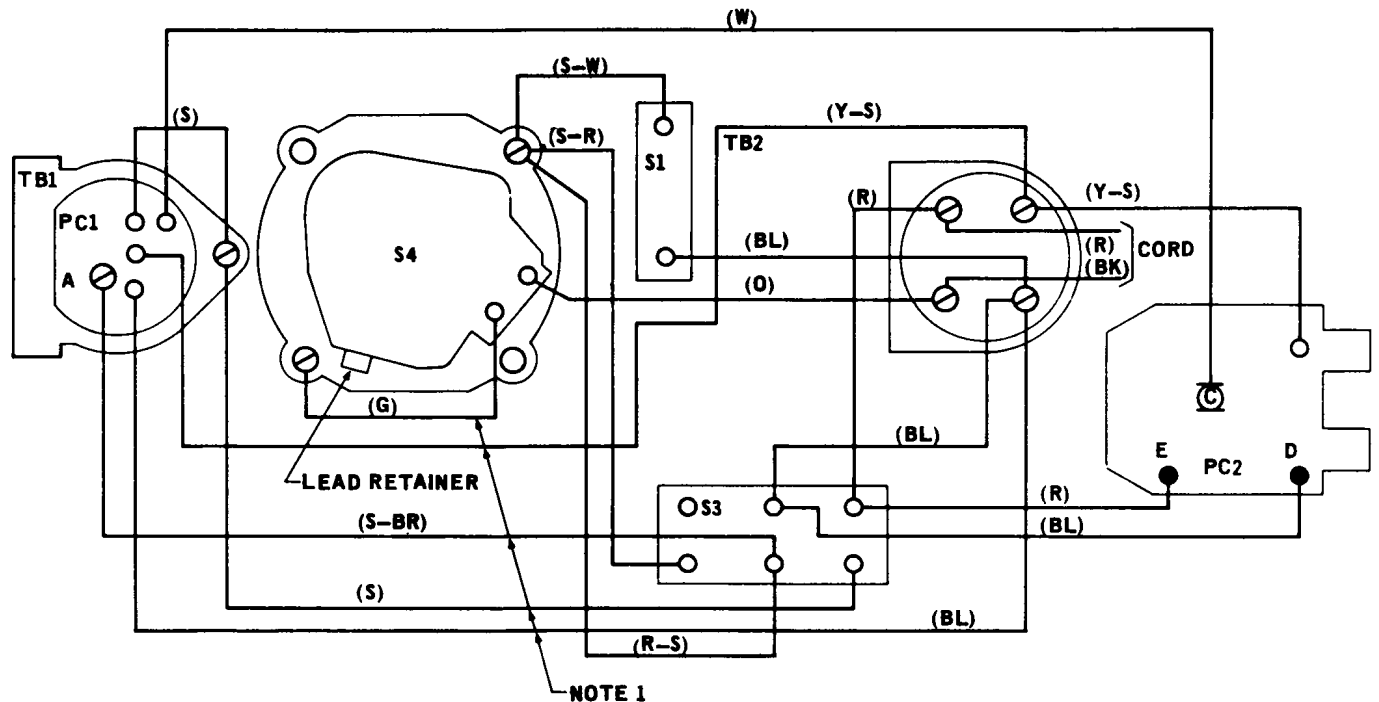 (W)
(S-W)
(S)
(Y-S)
(S-R)
TB2
S1
TB1
(R)
(Y-S)
PC1
(BL)
(R)
CORD
S4
(BK)
A
(O)
C
(G)
(BL)
E
D
PC2
LEAD RETAINER
(R)
S3
(S-BR)
(BL)
(S)
(BL)
(R-S)
NOTE 1